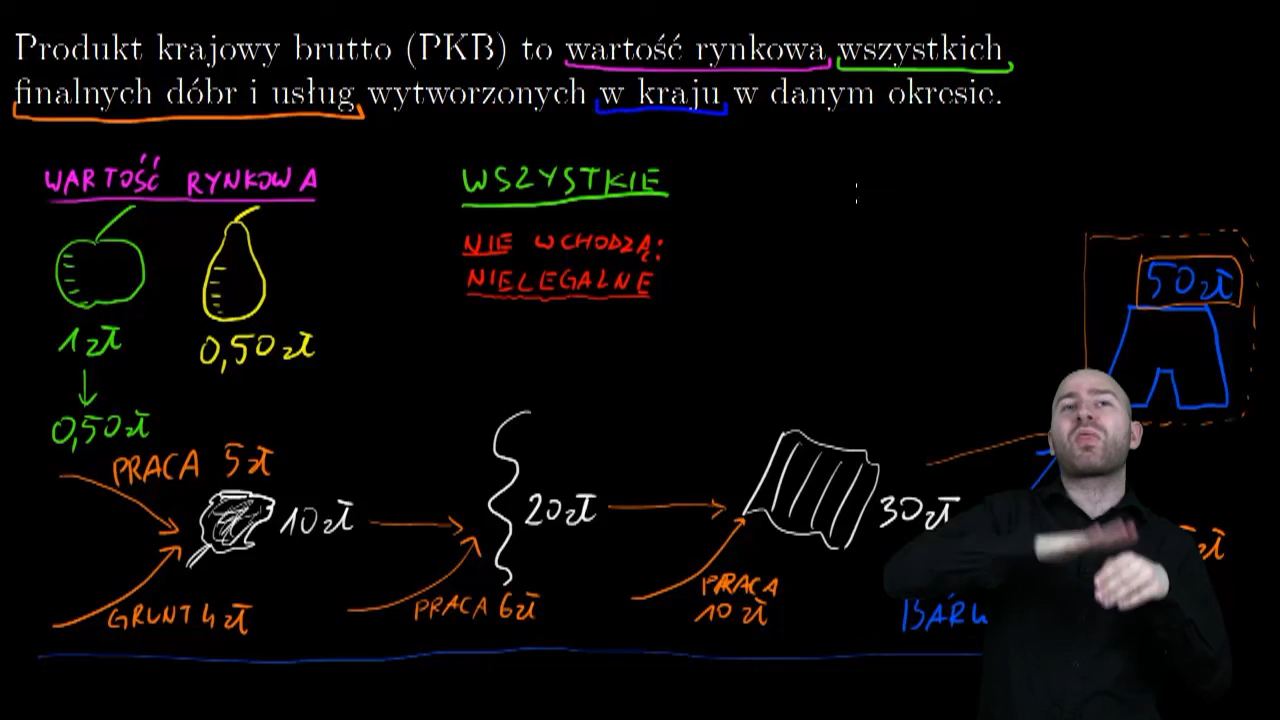 Produkt krajowy brutto (PKB) to wartość rynkowa wszystkich
finalnych dóbr i usług wytworzonych w kraju w danym okresie.
WARTOŚĆ RYNKOWA
WSZYSTKIE
NIE WCHODZĄ:
NIELEGALNE
50 zł
1 zł
0,50 zł
0,50 zł
PRACA 5 zł
10 zł
20 zł
30 zł
zł
GRUNT 4 zł
PRACA 6 zł
PRACA
10 zł